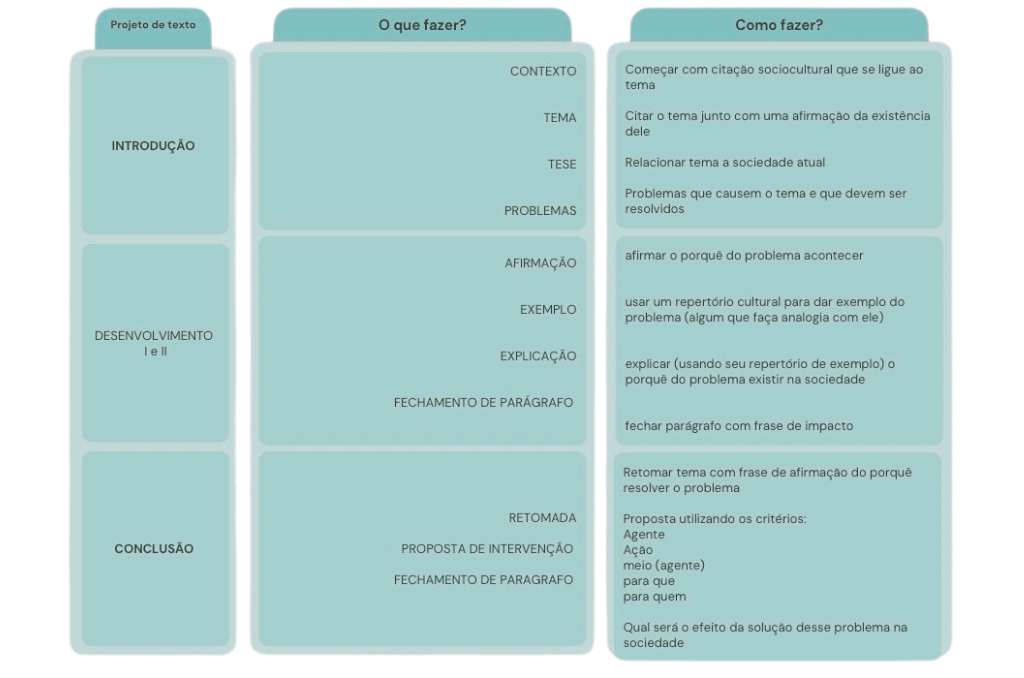 Projeto de texto
O que fazer?
Como fazer?
INTRODUÇÃO
CONTEXTO
TEMA
TESE
PROBLEMAS
Começar com citação sociocultural que se ligue ao
tema
Citar o tema junto com uma afirmação da existência
dele
Relacionar tema a sociedade atual
Problemas que causem o tema e que devem ser
resolvidos
DESENVOLVIMENTO
I e II
AFIRMAÇÃO
EXEMPLO
EXPLICAÇÃO
FECHAMENTO DE PARÁGRAFO
afirmar o porquê do problema acontecer
usar um repertório cultural para dar exemplo do
problema (algum que faça analogia com ele)
explicar (usando seu repertório de exemplo) o
porquê do problema existir na sociedade
fechar parágrafo com frase de impacto
CONCLUSÃO
RETOMADA
PROPOSTA DE INTERVENÇÃO
FECHAMENTO DE PARAGRAFO
Retomar tema com frase de afirmação do porquê
resolver o problema
Proposta utilizando os critérios:
Agente
Ação
meio (agente)
para que
para quem
Qual será o efeito da solução desse problema na
sociedade